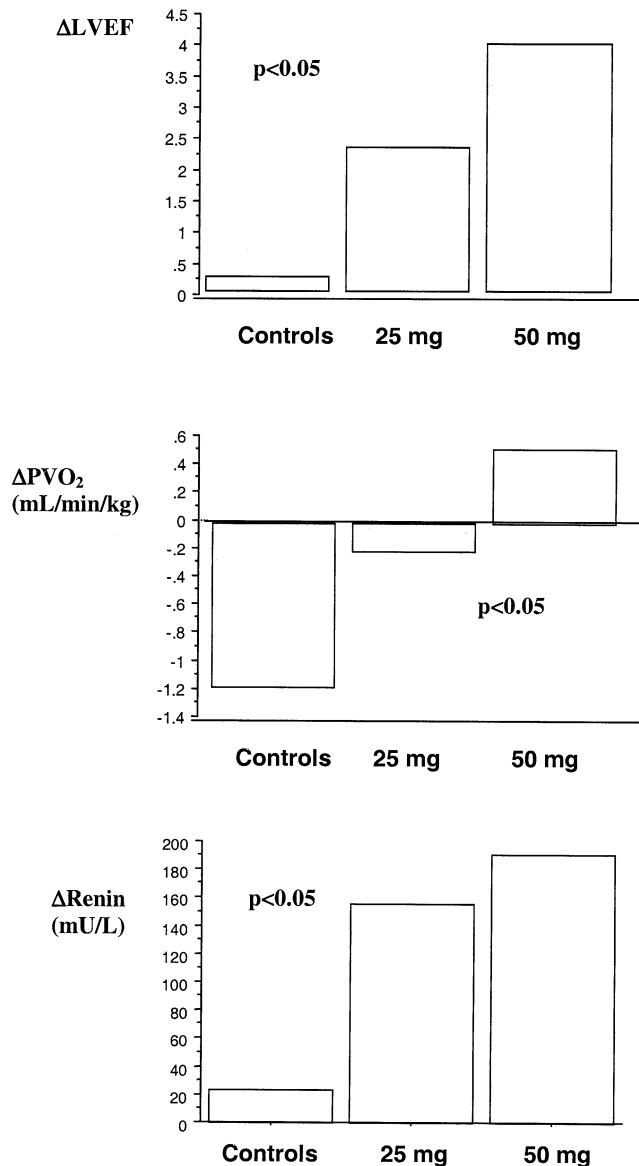 ΔLVEF
4.5
4
3.5
3
2.5
2
1.5
1
.5
0
p<0.05
Controls 25 mg 50 mg
ΔPVO₂
(mL/min/kg)
.6
.4
.2
0
-.2
-.4
-.6
-.8
-1
-1.2
-1.4
p<0.05
Controls 25 mg 50 mg
ΔRenin
(mU/L)
200
180
160
140
120
100
80
60
40
20
0
p<0.05
Controls 25 mg 50 mg